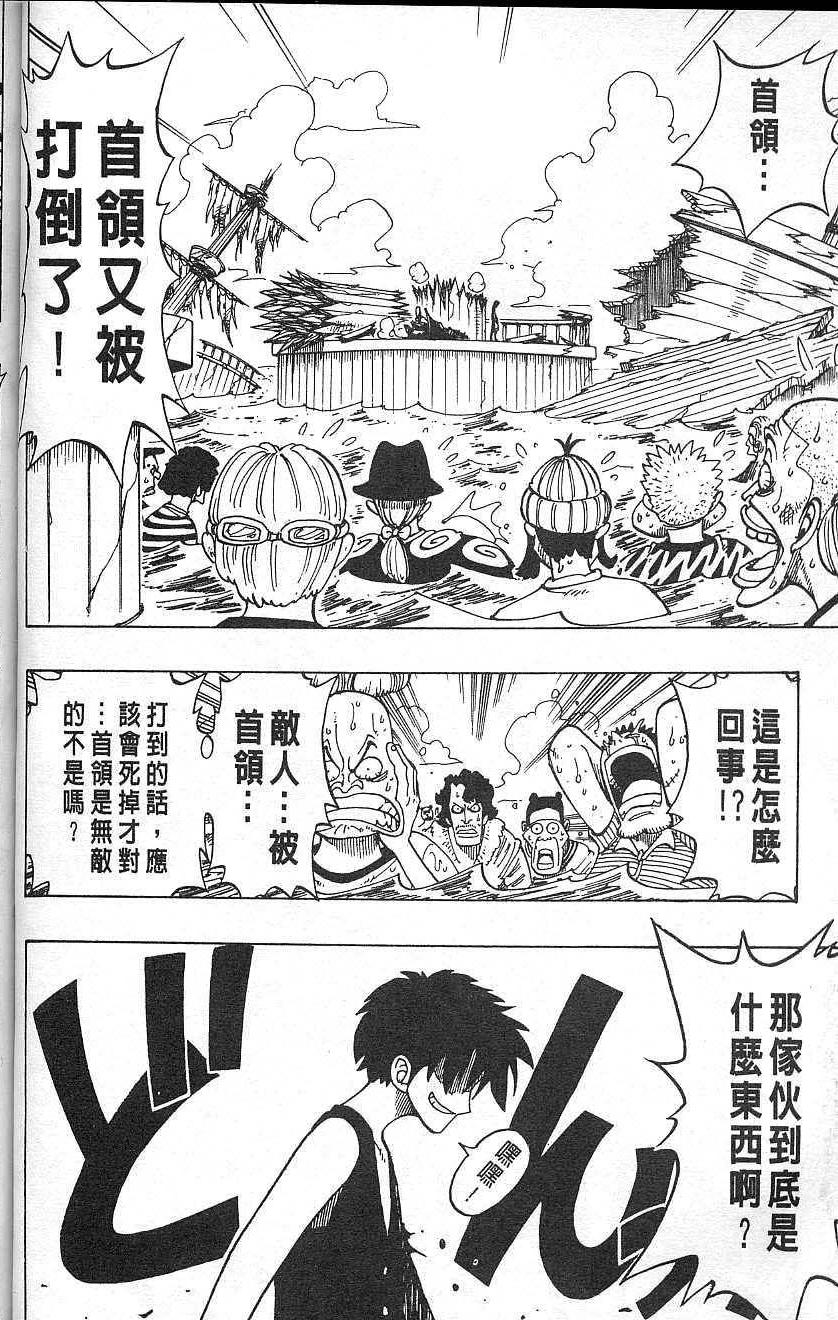 首領…
首領又被
打倒了！
這是怎麼
回事!?
敵人…被
首領…
打到的話，應
該會死掉才對
…首領是無敵
的不是嗎？
那傢伙到底是
什麼東西啊？
嘿
嘿…
どん